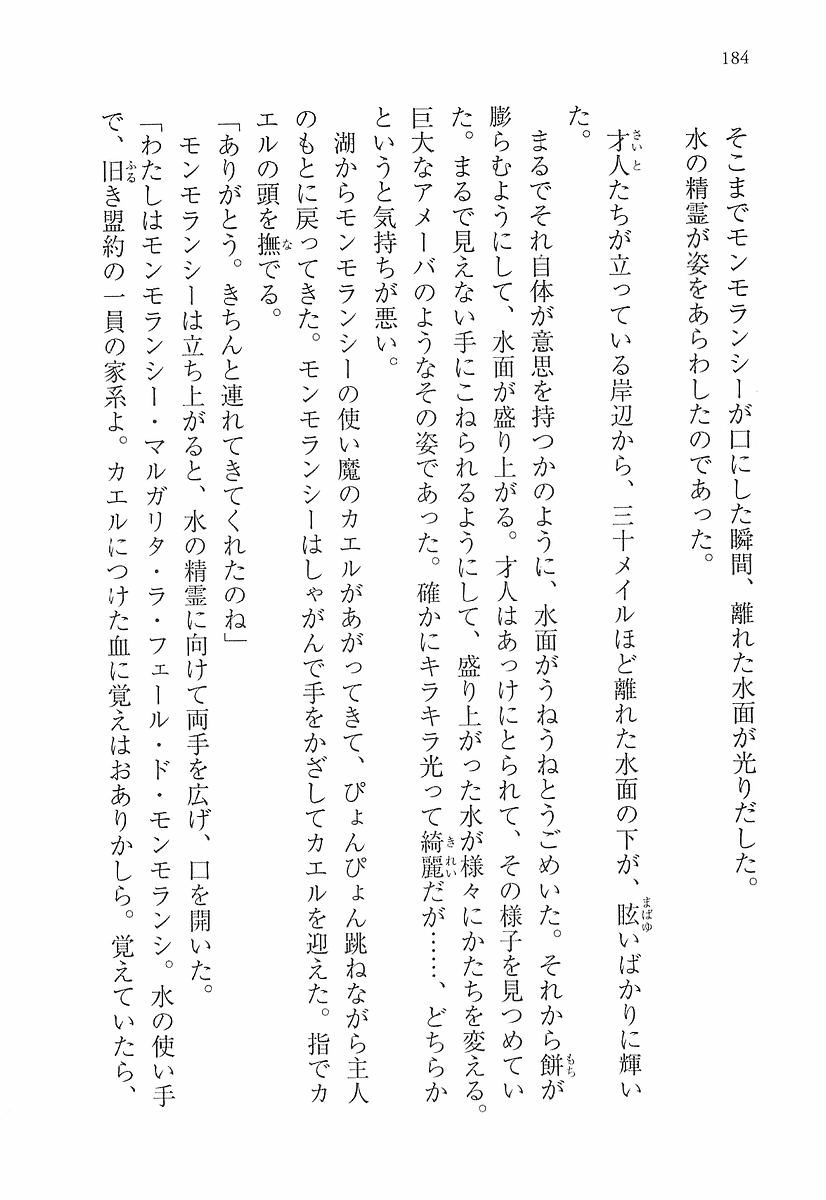 184
そこまでモンモランシーが口にした瞬間、離れた水面が光りだした。
水の精霊が姿をあらわしたのであった。
才人たちが立っている岸辺から、三十メイルほど離れた水面の下が、眩いばかりに輝い
た。
まるでそれ自体が意思を持つかのように、水面がうねうねとうごめいた。それから餅が
膨らむようにして、水面が盛り上がる。才人はあっけにとられて、その様子を見つめてい
た。まるで見えない手にこねられるようにして、盛り上がった水が様々にかたちを変える。
巨大なアメーバのようなその姿であった。確かにキラキラ光って綺麗だが……、どちらか
というと気持ちが悪い。
湖からモンモランシーの使い魔のカエルがあがってきて、ぴょんぴょん跳ねながら主人
のもとに戻ってきた。モンモランシーはしゃがんで手をかざしてカエルを迎えた。指でカ
エルの頭を撫でる。
「ありがとう。きちんと連れてきてくれたのね」
モンモランシーは立ち上がると、水の精霊に向けて両手を広げ、口を開いた。
「わたしはモンモランシー・マルガリタ・ラ・フェール・ド・モンモランシ。水の使い手
で、旧き盟約の一員の家系よ。カエルにつけた血に覚えはおありかしら。覚えていたら、